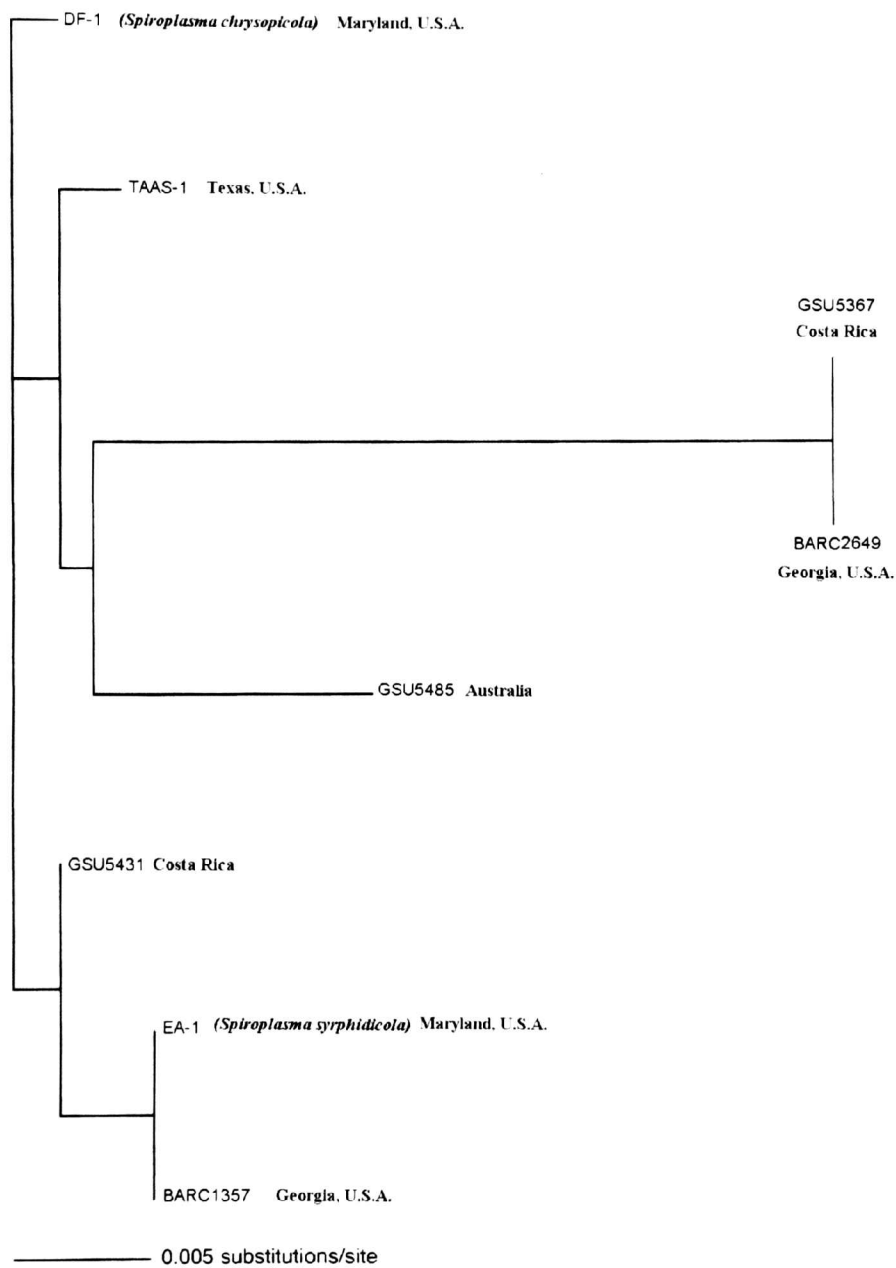 DF-1 (Spiroplasma chrysopicola) Maryland, U.S.A.
TAAS-1 Texas, U.S.A.
GSU5367
Costa Rica
BARC2649
Georgia, U.S.A.
GSU5485 Australia
GSU5431 Costa Rica
EA-1 (Spiroplasma syrphidicola) Maryland, U.S.A.
BARC1357 Georgia, U.S.A.
0.005 substitutions/site